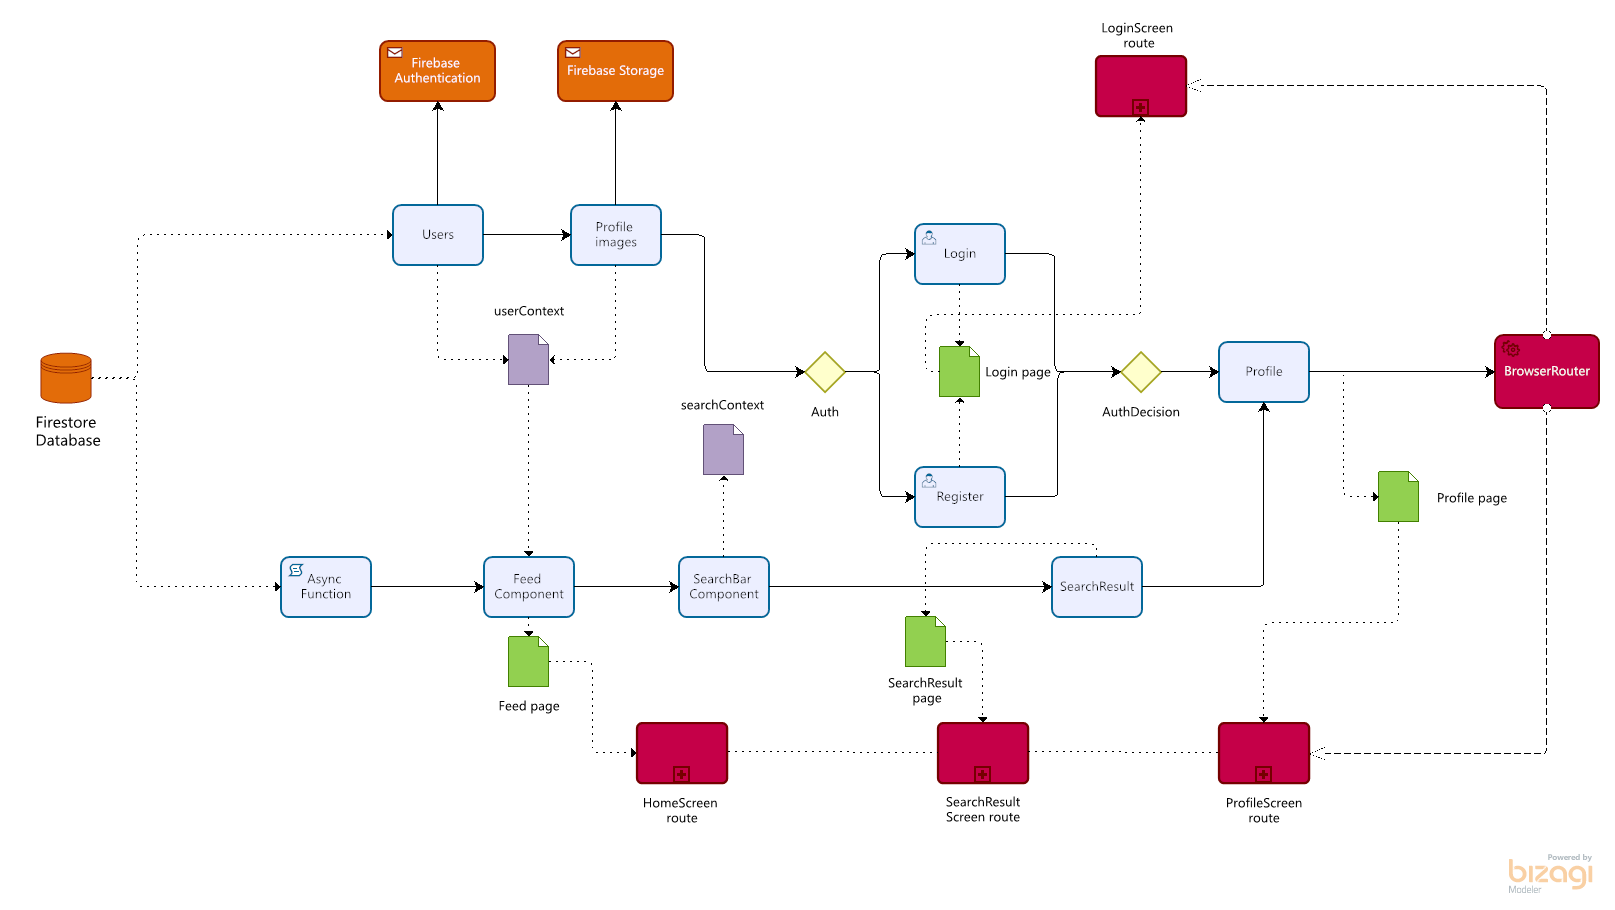 LoginScreen
route
Firebase
Authentication
Firebase Storage
Users
Profile
images
Login
userContext
Login page
Auth
AuthDecision
Profile
BrowserRouter
Firestore
Database
searchContext
Register
Profile page
Async
Function
Feed
Component
SearchBar
Component
SearchResult
Feed page
SearchResult
page
HomeScreen
route
SearchResult
Screen route
ProfileScreen
route
Powered by
bizagi
Modeler